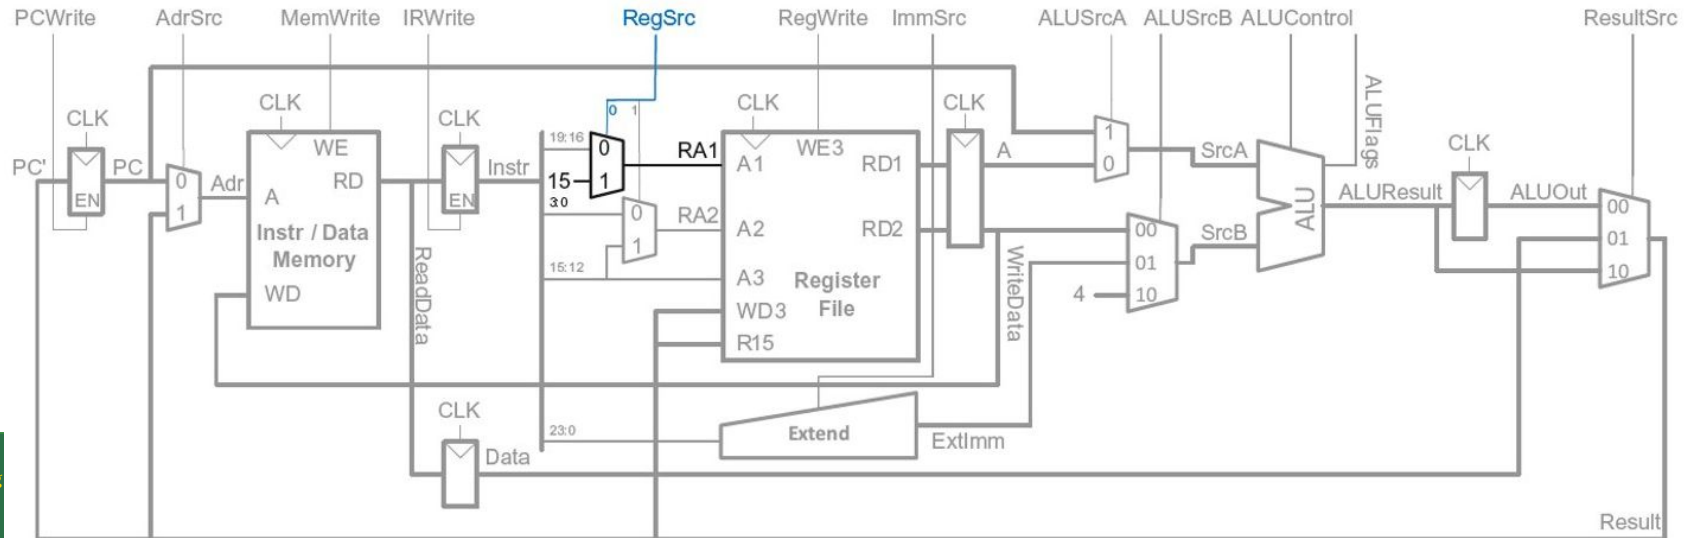 PCWrite AdrSrc MemWrite IRWrite RegSrc RegWrite ImmSrc ALUSrcA ALUSrcB ALUControl ResultSrc
CLK CLK CLK CLK CLK CLK
0 1
ALUFlags
PC' PC EN
0 1 Adr
WE A RD
Instr / Data
Memory
WD
ReadData
EN Instr
19:16 0 RA1
15 1
3:0 0 RA2
1
15:12
A1 WE3 RD1
A2 RD2
A3 Register
WD3 File
R15
A
WriteData
1
0
SrcA
00
01 SrcB
4 10
ALU
ALUResult ALUOut
00
01
10
23:0 Extend ExtImm
CLK
Data
Result